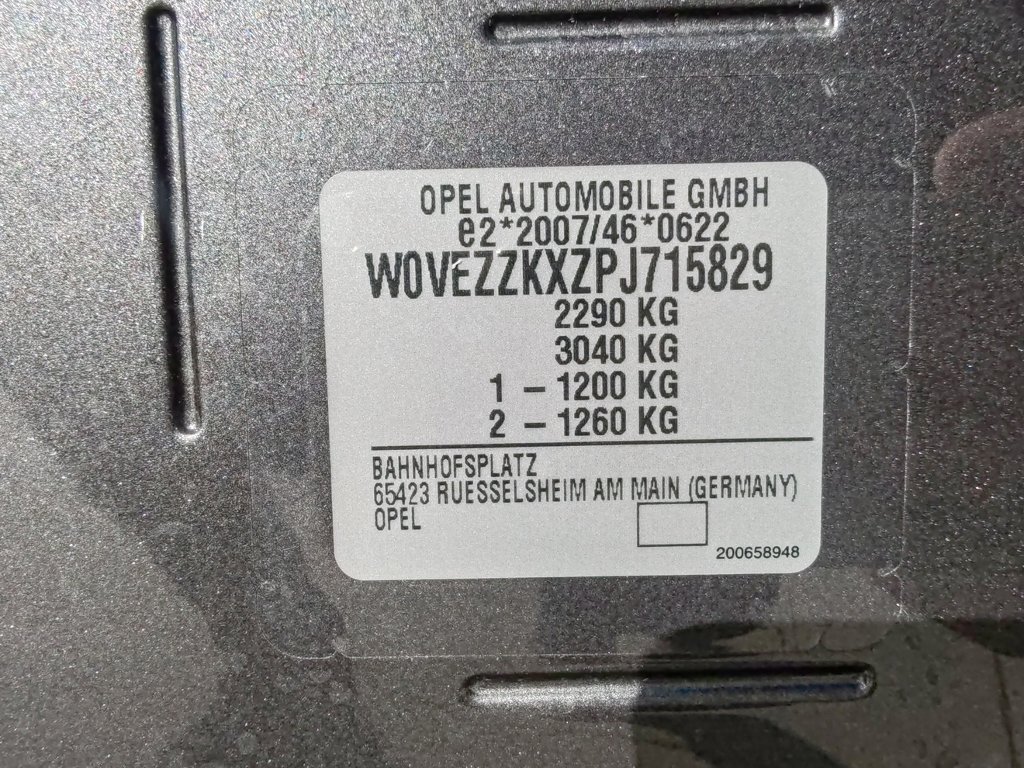 OPEL AUTOMOBILE GMBH
e2*2007/46*0622
W0VEZZKXZPJ715829
2290 KG
3040 KG
1 - 1200 KG
2 - 1260 KG
BAHNHOFSPLATZ
65423 RUESSELSHEIM AM MAIN (GERMANY)
OPEL
200658948